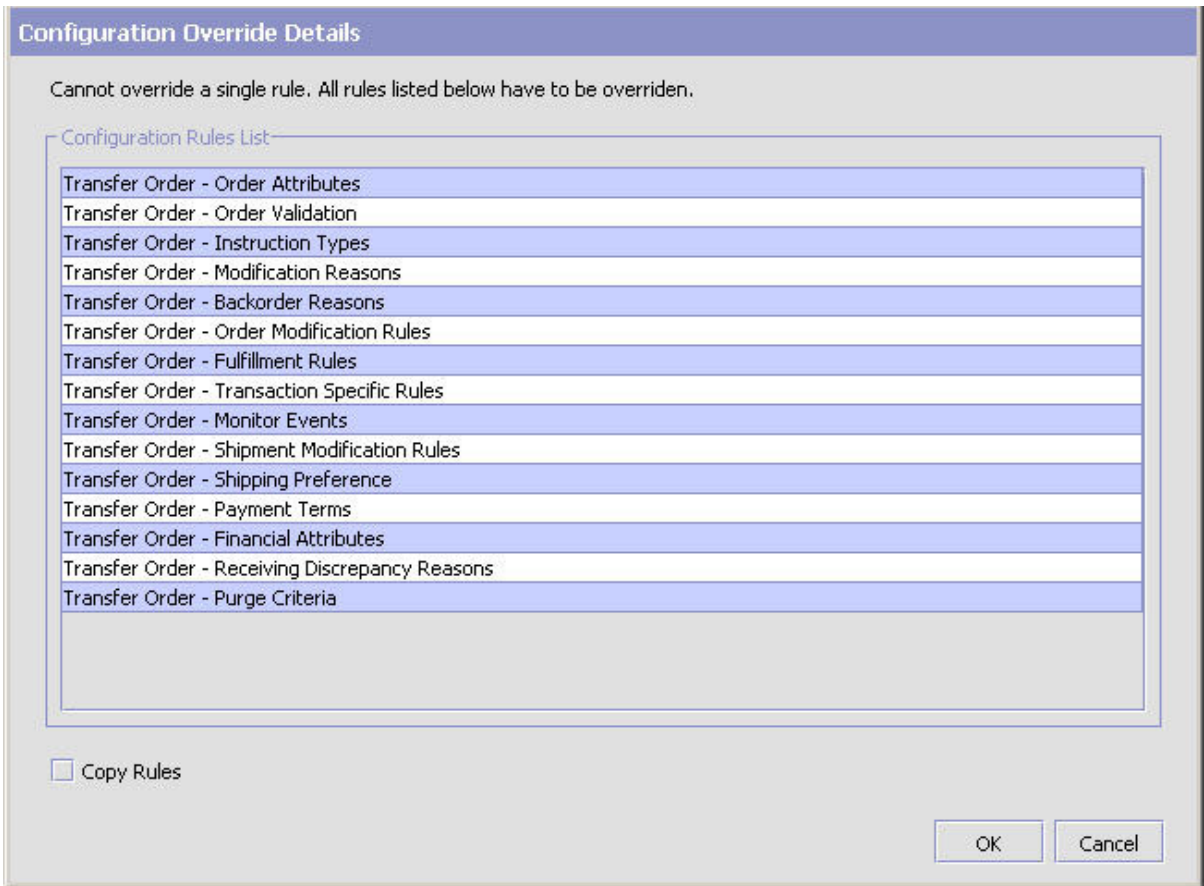 Configuration Override Details
Cannot override a single rule. All rules listed below have to be overriden.
Configuration Rules List
Transfer Order - Order Attributes
Transfer Order - Order Validation
Transfer Order - Instruction Types
Transfer Order - Modification Reasons
Transfer Order - Backorder Reasons
Transfer Order - Order Modification Rules
Transfer Order - Fulfillment Rules
Transfer Order - Transaction Specific Rules
Transfer Order - Monitor Events
Transfer Order - Shipment Modification Rules
Transfer Order - Shipping Preference
Transfer Order - Payment Terms
Transfer Order - Financial Attributes
Transfer Order - Receiving Discrepancy Reasons
Transfer Order - Purge Criteria
Copy Rules
OK
Cancel